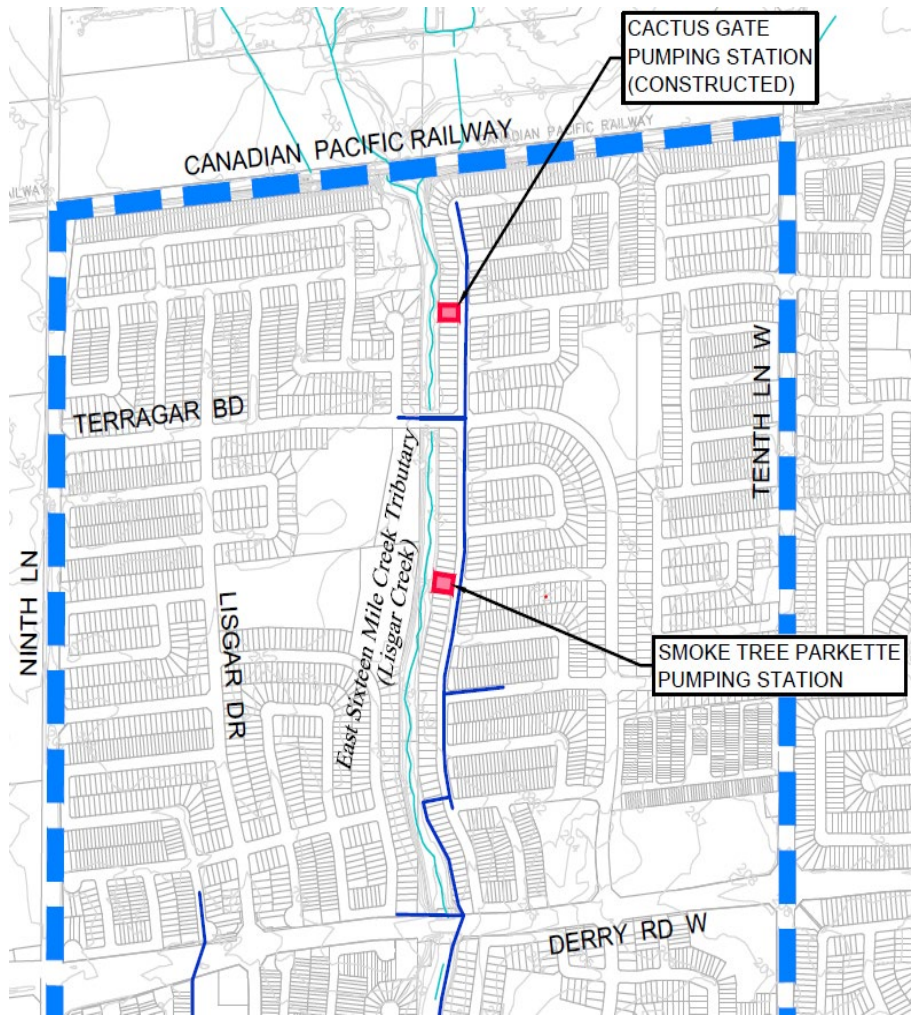 CACTUS GATE
PUMPING STATION
(CONSTRUCTED)
CANADIAN PACIFIC RAILWAY
CANADIAN PACIFIC RAILWAY
RAILWAY
TERRAGAR BD
TENTH LN W
East Sixteen Mile Creek Tributary
(Lisgar Creek)
NINTH LN
LISGAR DR
SMOKE TREE PARKETTE
PUMPING STATION
DERRY RD W